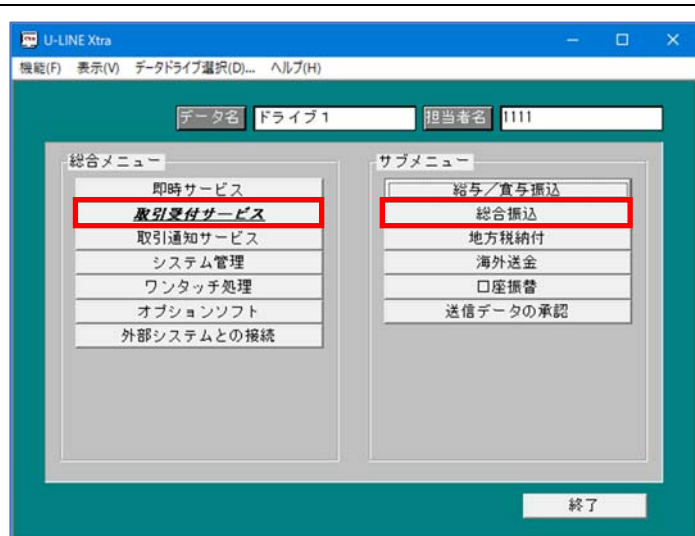 U-LINE Xtra
機能(F) 表示(V) データドライブ選択(D)... ヘルプ(H)
データ名 ドライブ1 担当者名 1111
総合メニュー
即時サービス
取引受付サービス
取引通知サービス
システム管理
ワンタッチ処理
オプションソフト
外部システムとの接続
サブメニュー
給与／賞与振込
総合振込
地方税納付
海外送金
口座振替
送信データの承認
終了